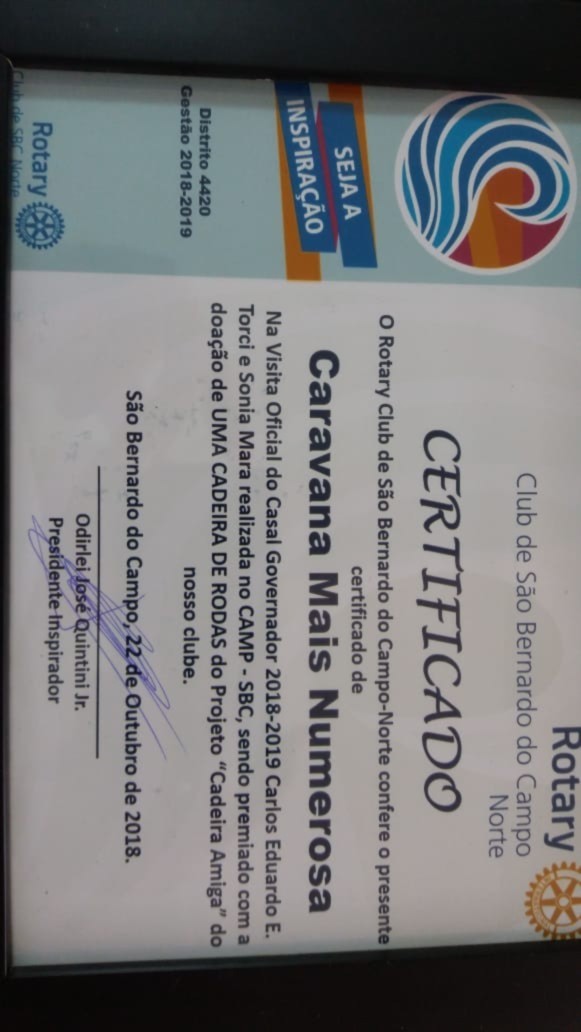 Rotary
Club de São Bernardo do Campo
Norte
CERTIFICADO
O Rotary Club de São Bernardo do Campo-Norte confere o presente
certificado de
Caravana Mais Numerosa
Na Visita Oficial do Casal Governador 2018-2019 Carlos Eduardo E.
Torci e Sonia Mara realizada no CAMP - SBC, sendo premiado com a
doação de UMA CADEIRA DE RODAS do Projeto "Cadeira Amiga" do
nosso clube.
São Bernardo do Campo, 22 de Outubro de 2018.
Odirlei José Quintini Jr.
Presidente Inspirador
SEJA A
INSPIRAÇÃO
Distrito 4420
Gestão 2018-2019
Rotary
Club de SBC Norte